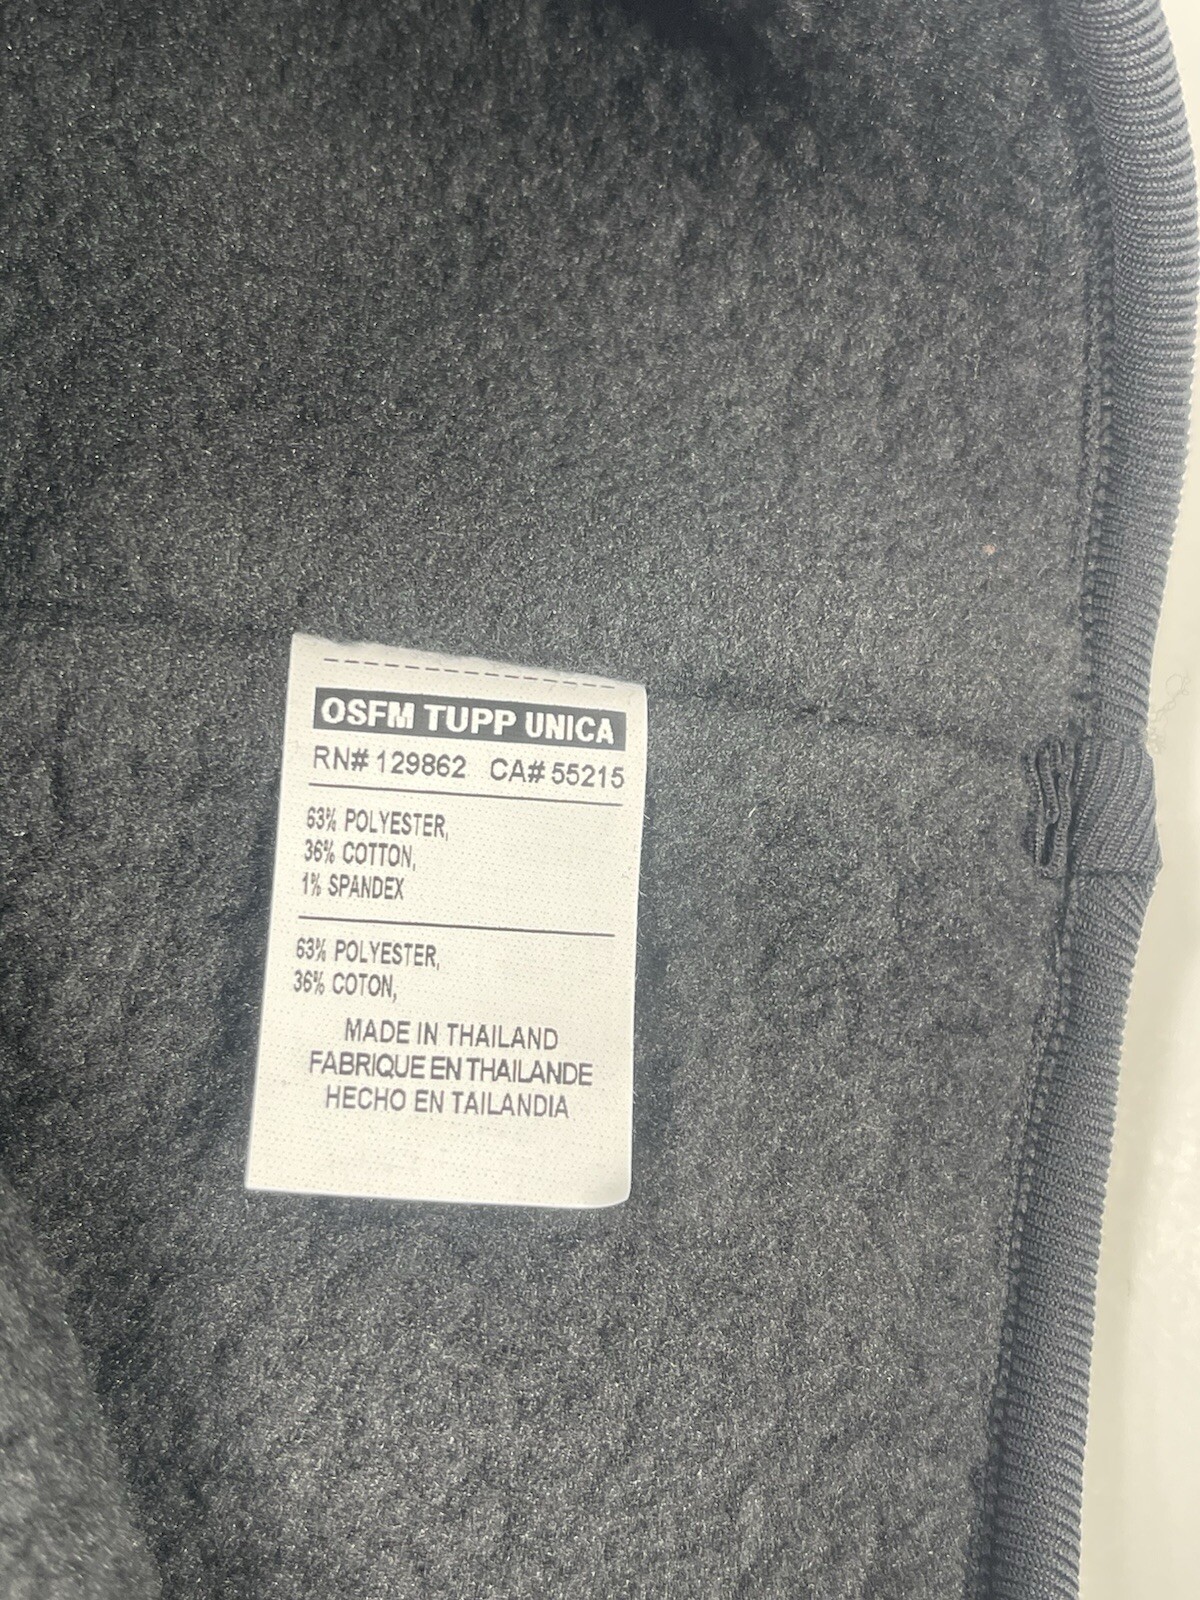 OSFM TUPP UNICA
RN# 129862 CA# 55215
63% POLYESTER,
36% COTTON,
1% SPANDEX
63% POLYESTER,
36% COTON,
MADE IN THAILAND
FABRIQUE EN THAILANDE
HECHO EN TAILANDIA